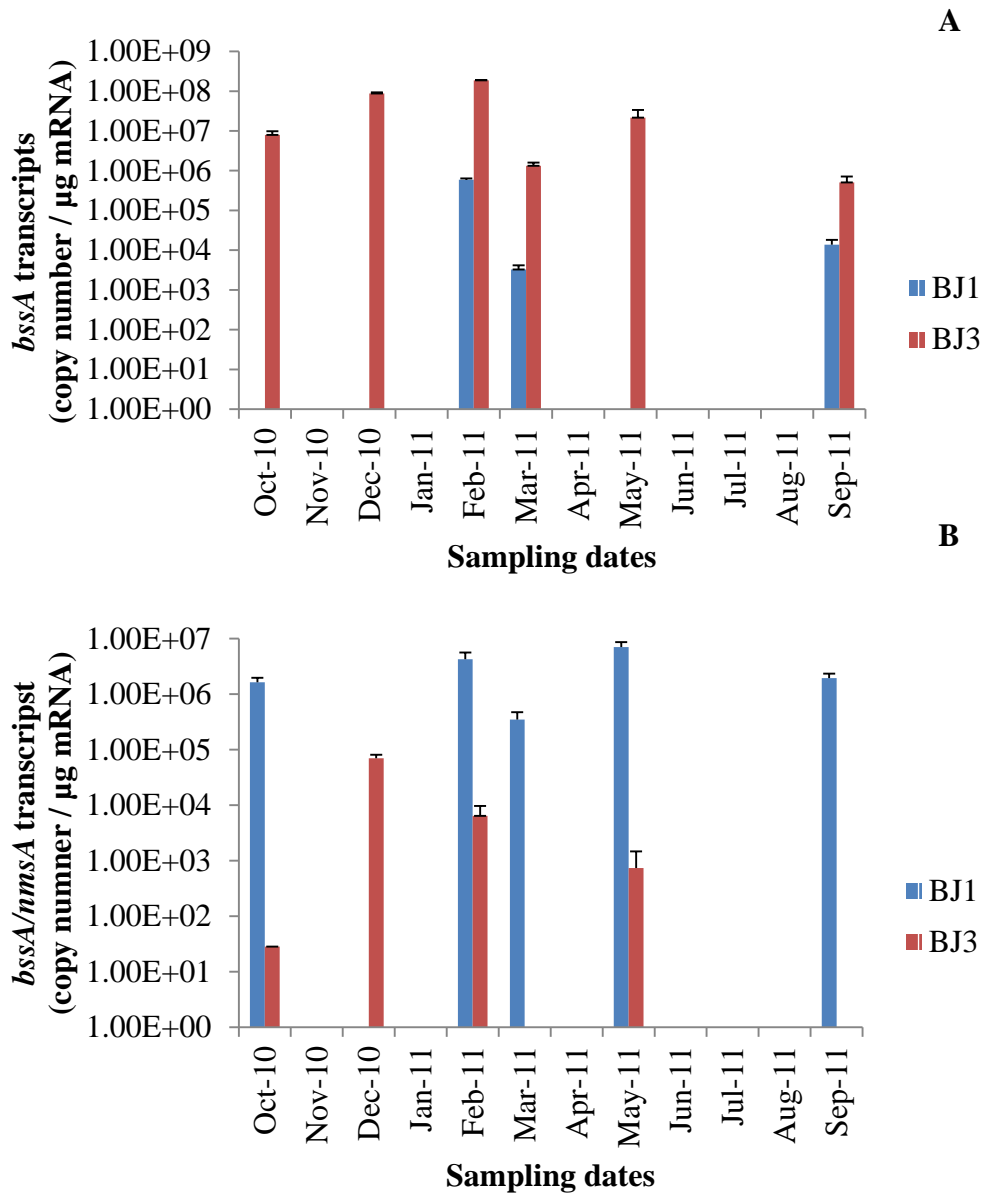 A
bssA transcripts
(copy number / µg mRNA)
1.00E+09
1.00E+08
1.00E+07
1.00E+06
1.00E+05
1.00E+04
1.00E+03
1.00E+02
1.00E+01
1.00E+00
BJ1
BJ3
Oct-10
Nov-10
Dec-10
Jan-11
Feb-11
Mar-11
Apr-11
May-11
Jun-11
Jul-11
Aug-11
Sep-11
Sampling dates
B
bssA/nmsA transcripst
(copy numner / µg mRNA)
1.00E+07
1.00E+06
1.00E+05
1.00E+04
1.00E+03
1.00E+02
1.00E+01
1.00E+00
BJ1
BJ3
Oct-10
Nov-10
Dec-10
Jan-11
Feb-11
Mar-11
Apr-11
May-11
Jun-11
Jul-11
Aug-11
Sep-11
Sampling dates